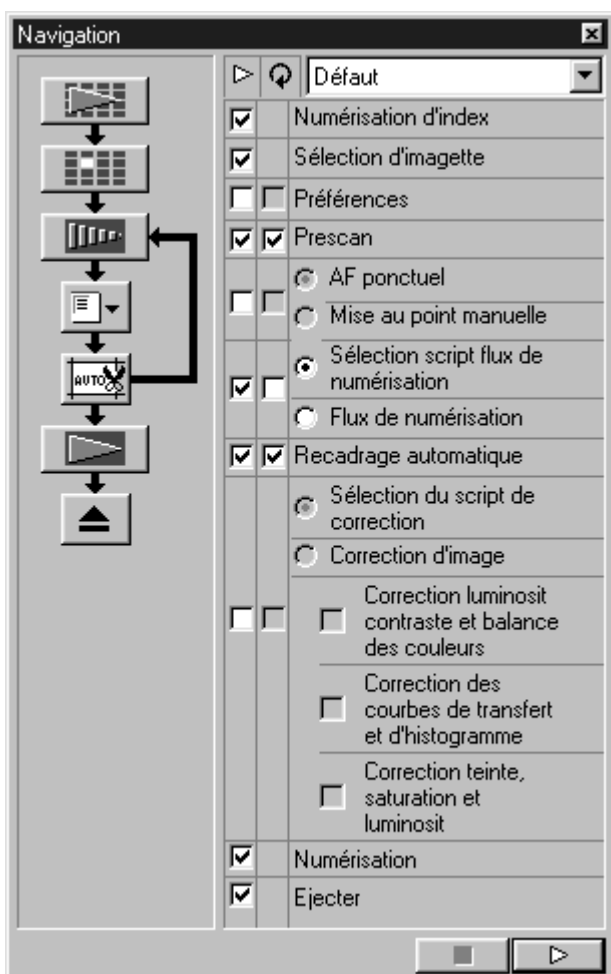 Navigation
Défaut
Numérisation d'index
Sélection d'imagette
Préférences
Prescan
AF ponctuel
Mise au point manuelle
Sélection script flux de
numérisation
Flux de numérisation
AUTO
Recadrage automatique
Sélection du script de
correction
Correction d'image
Correction luminosit
contraste et balance
des couleurs
Correction des
courbes de transfert
et d'histogramme
Correction teinte,
saturation et
luminosit
Numérisation
Ejecter